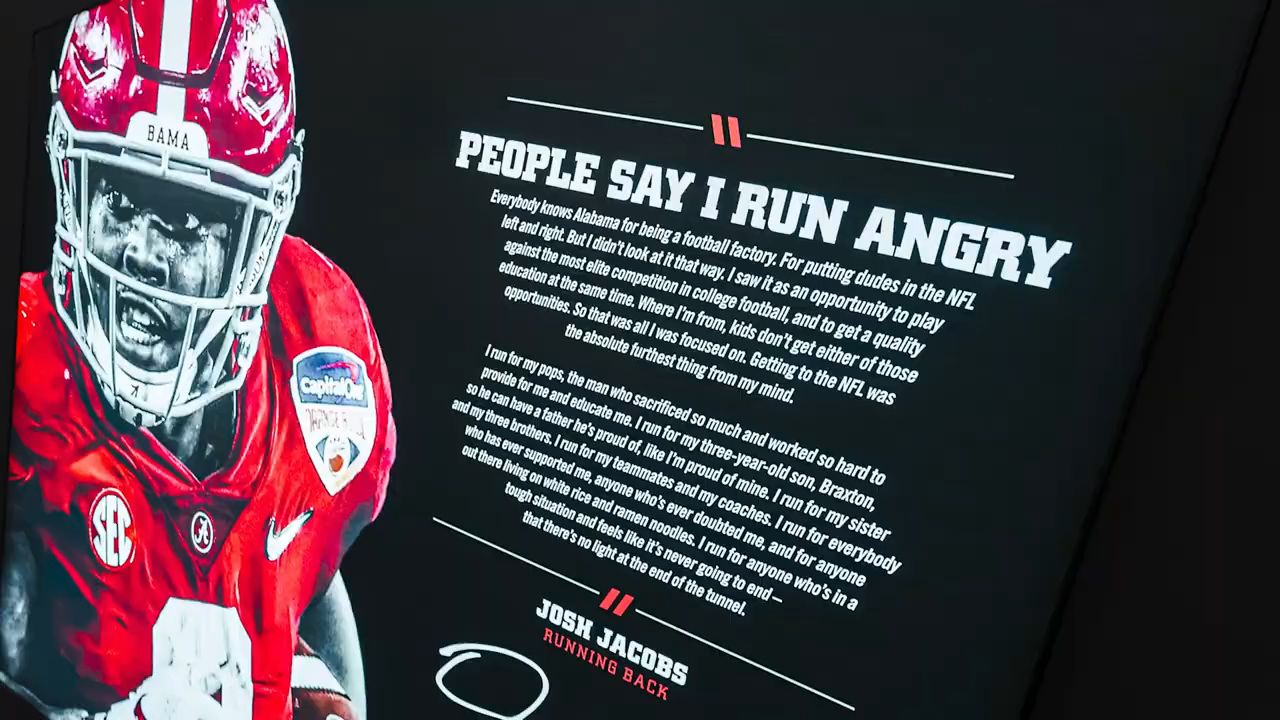 BAMA
Capital One
ORANGE BOWL
SEC
A
PEOPLE SAY I RUN ANGRY
Everybody knows Alabama for being a football factory. For putting dudes in the NFL
left and right. But I didn't look at it that way. I saw it as an opportunity to play
against the most elite competition in college football, and to get a quality
education at the same time. Where I'm from, kids don't get either of those
opportunities. So that was all I was focused on. Getting to the NFL was
the absolute furthest thing from my mind.
I run for my pops, the man who sacrificed so much and worked so hard to
provide for me and educate me. I run for my three-year-old son, Braxton,
so he can have a father he's proud of, like I'm proud of mine. I run for my sister
and my three brothers. I run for my teammates and my coaches. I run for everybody
who has ever supported me, anyone who's ever doubted me, and for anyone
out there living on white rice and ramen noodles. I run for anyone who's in a
tough situation and feels like it's never going to end—
that there's no light at the end of the tunnel.
JOSH JACOBS
RUNNING BACK